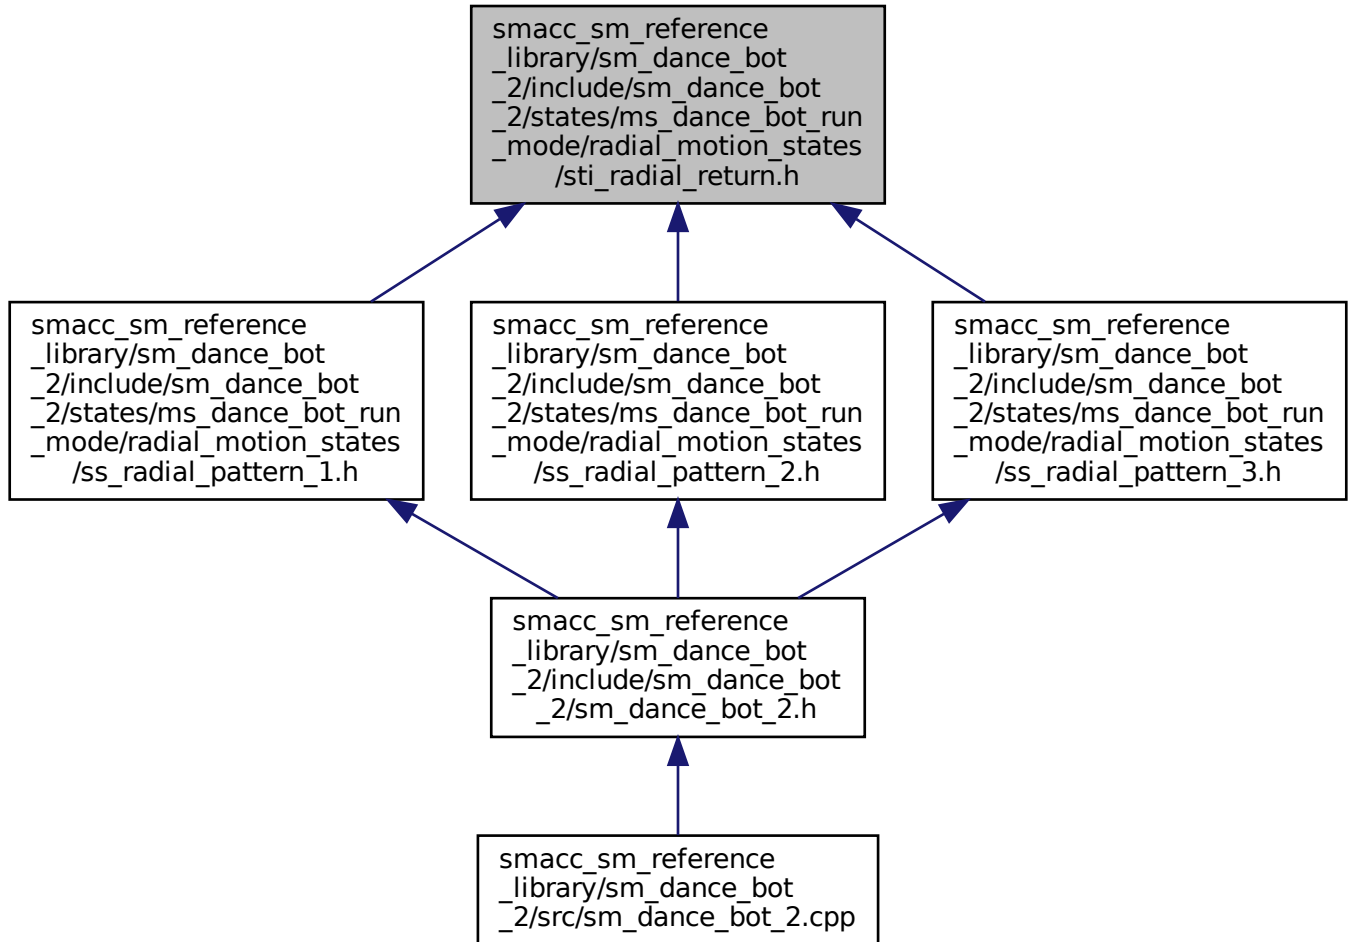 smacc_sm_reference
_library/sm_dance_bot
_2/include/sm_dance_bot
_2/states/ms_dance_bot_run
_mode/radial_motion_states
/sti_radial_return.h
smacc_sm_reference
_library/sm_dance_bot
_2/include/sm_dance_bot
_2/states/ms_dance_bot_run
_mode/radial_motion_states
/ss_radial_pattern_1.h
smacc_sm_reference
_library/sm_dance_bot
_2/include/sm_dance_bot
_2/states/ms_dance_bot_run
_mode/radial_motion_states
/ss_radial_pattern_2.h
smacc_sm_reference
_library/sm_dance_bot
_2/include/sm_dance_bot
_2/states/ms_dance_bot_run
_mode/radial_motion_states
/ss_radial_pattern_3.h
smacc_sm_reference
_library/sm_dance_bot
_2/include/sm_dance_bot
_2/sm_dance_bot_2.h
smacc_sm_reference
_library/sm_dance_bot
_2/src/sm_dance_bot_2.cpp